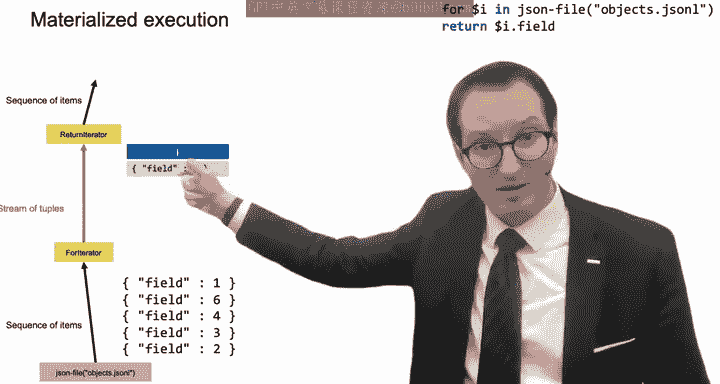 Materialized execution
for $i in json-file("objects.jsonl")
return $i.field
Sequence of items
ReturnIterator
{ "field" : }
Stream of tuples
ForIterator
{ "field" : 1 }
{ "field" : 6 }
{ "field" : 4 }
{ "field" : 3 }
{ "field" : 2 }
Sequence of items
json-file("objects.jsonl")